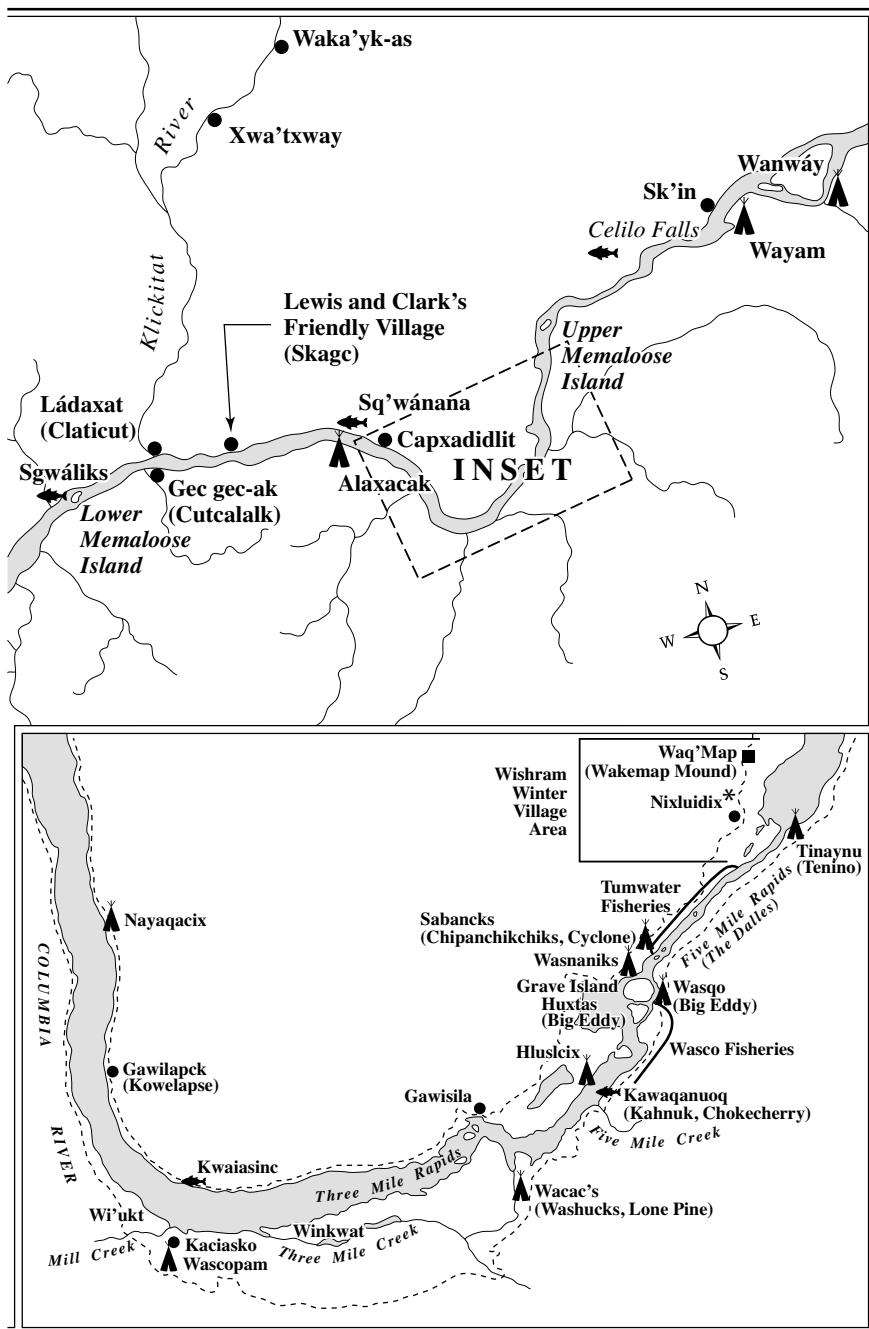 Waka'yk-as
River
Xwa'txway
Wanwáy
Sk'in
Celilo Falls
Wayam
Klickitat
Lewis and Clark's
Friendly Village
(Skagc)
Upper
Memaloose
Island
Ládaxat
(Claticut)
Sq'wánana
Capxadidlit
INSET
Sgwáliks
Alaxacak
Gec gec-ak
(Cutcalalk)
Lower
Memaloose
Island
N
E
W
S
Waq'Map
(Wakemap Mound)
Wishram
Winter
Village
Area
Nixluidix*
Tinaynu
(Tenino)
Tumwater
Fisheries
Five Mile Rapids
(The Dalles)
Nayaqacix
Sabancks
(Chipanchikchiks, Cyclone)
Wasnaniks
COLUMBIA
RIVER
Grave Island
Huxtas
(Big Eddy)
Wasqo
(Big Eddy)
Wasco Fisheries
Hluslcix
Gawilapck
(Kowelapse)
Gawisila
Kawaqanuoq
(Kahnuk, Chokecherry)
Five Mile Creek
Kwaiasinc
Three Mile Rapids
Wacac's
(Washucks, Lone Pine)
Wi'ukt
Winkwat
Mill Creek
Kaciasko
Wascopam
Three Mile Creek